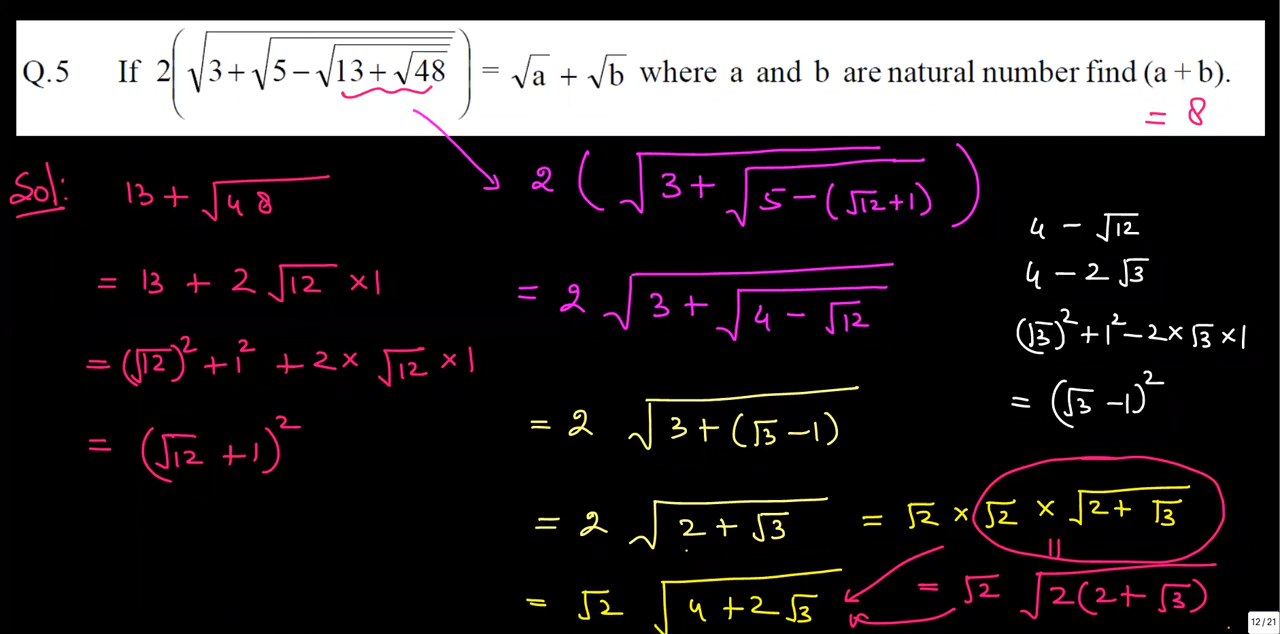 Q.5 If 2(√(3+√(5−√(13+√48)))) = √a + √b where a and b are natural number find (a + b).
= 8
Sol: 13 + √48
= 13 + 2√12 ×1
= (√12)² + 1² + 2× √12 ×1
= (√12 + 1)²
2 (√(3 + √(5 − (√12+1))))
= 2 √(3 + √(4 − √12))
= 2 √(3 + (√3 − 1))
= 2 √(2 + √3) = √2 × √2 × √(2 + √3)
= √2 √(4 + 2√3) = √2 √(2(2 + √3))
4 − √12
4 − 2√3
(√3)² + 1² − 2×√3 ×1
= (√3 − 1)²
12 / 21